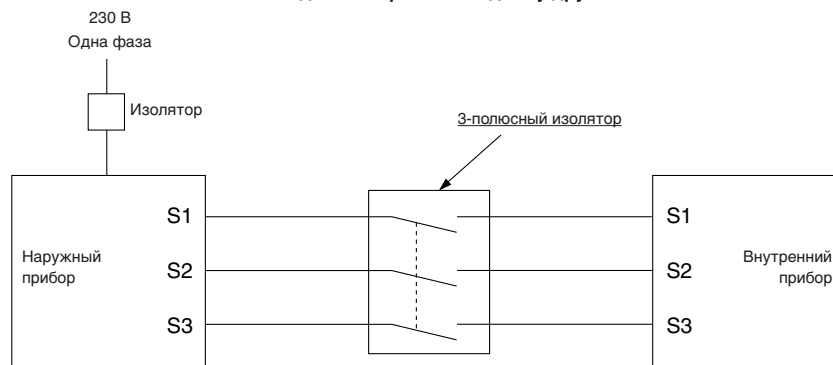 230 В
Одна фаза
Изолятор
3-полюсный изолятор
S1
S1
Наружный
прибор
S2
S2
Внутренний
прибор
S3
S3